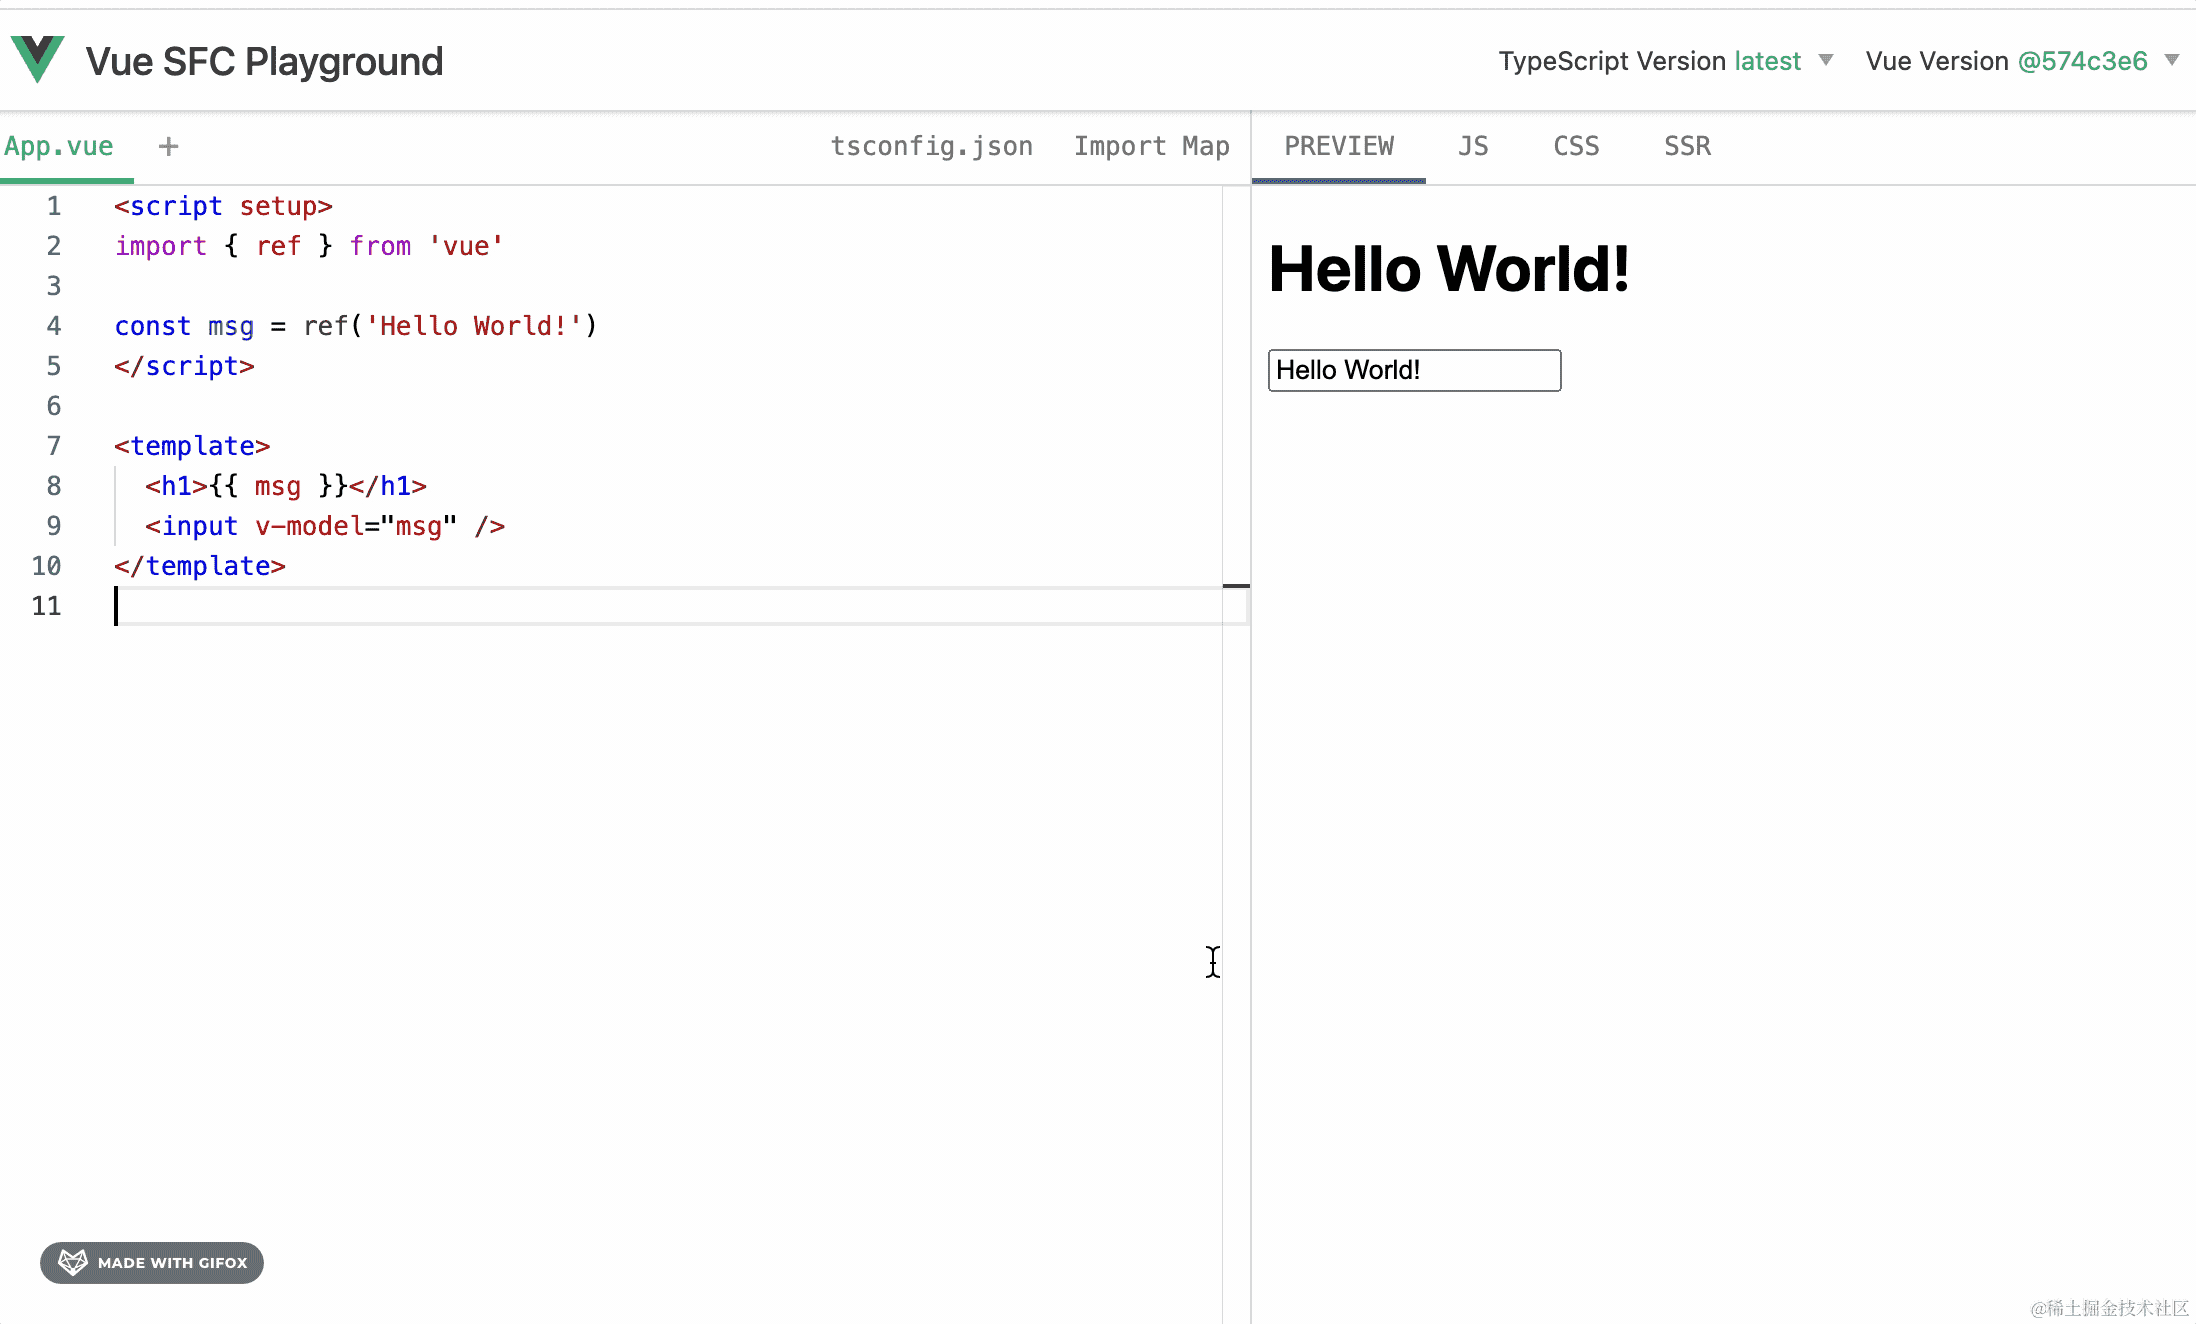 Vue SFC Playground
TypeScript Version latest
Vue Version @574c3e6
App.vue +
tsconfig.json
Import Map
PREVIEW
JS
CSS
SSR
1 <script setup>
2 import { ref } from 'vue'
3
4 const msg = ref('Hello World!')
5 </script>
6
7 <template>
8   <h1>{{ msg }}</h1>
9   <input v-model="msg" />
10 </template>
11
Hello World!
Hello World!
MADE WITH GIFOX
@稀土掘金技术社区